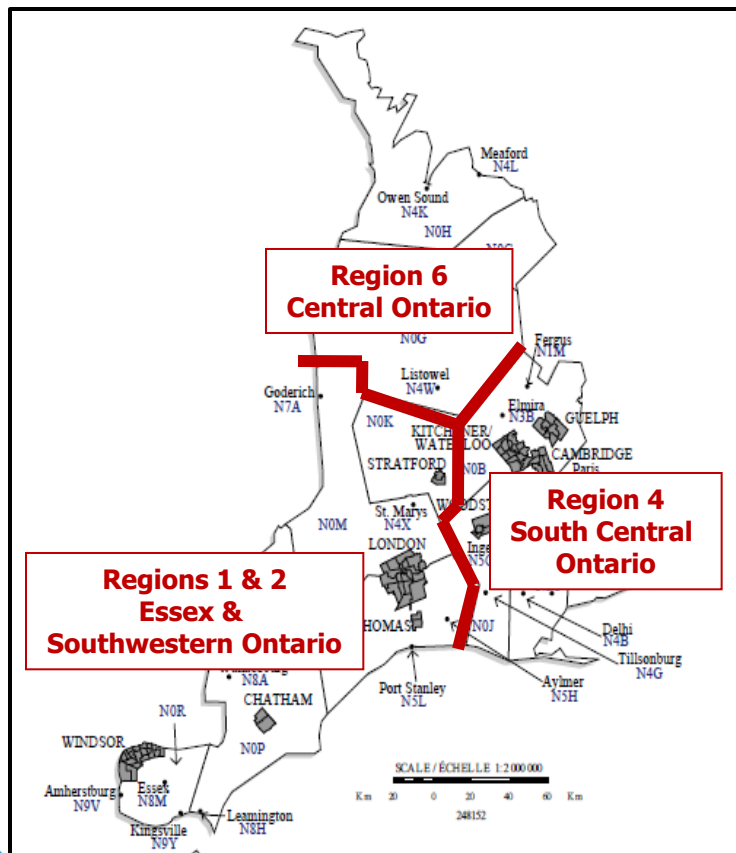 Meaford
N4L
Owen Sound
N4K
N0H
Region 6
Central Ontario
N0G
Fergus
N1M
Listowel
N4W
Goderich
N7A
Elmira
N3B
GUELPH
N0K
KITCHENER/
WATERLOO
CAMBRIDGE
Paris
STRATFORD
N0B
Region 4
South Central
Ontario
St. Marys
N4X
N0M
LONDON
Regions 1 & 2
Essex &
Southwestern Ontario
N0J
Delhi
N4B
Tillsonburg
N4G
Aylmer
N5H
Port Stanley
N5L
N8A
CHATHAM
N0R
N0P
WINDSOR
Essex
N8M
Amherstburg
N9V
Kingsville
N9Y
Leamington
N8H
SCALE / ÉCHELLE 1:2 000 000
Km 20 0 20 40 60 Km
248152